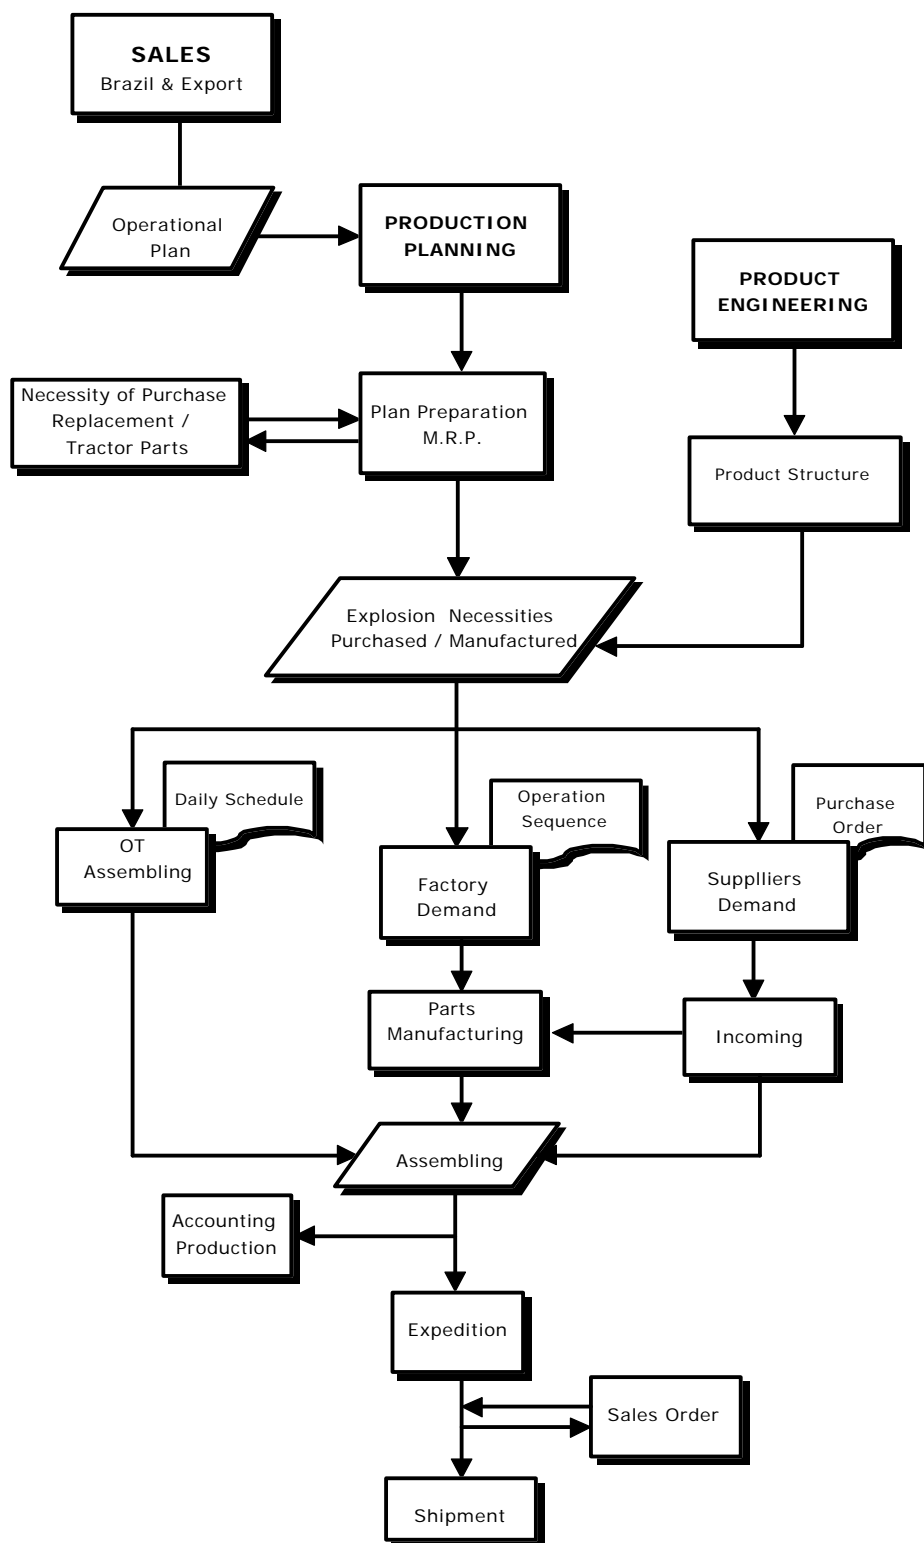 SALES
Brazil & Export
Operational
Plan
PRODUCTION
PLANNING
PRODUCT
ENGINEERING
Necessity of Purchase
Replacement /
Tractor Parts
Plan Preparation
M.R.P.
Product Structure
Explosion Necessities
Purchased / Manufactured
Daily Schedule
OT
Assembling
Operation
Sequence
Factory
Demand
Purchase
Order
Supplliers
Demand
Parts
Manufacturing
Incoming
Assembling
Accounting
Production
Expedition
Sales Order
Shipment